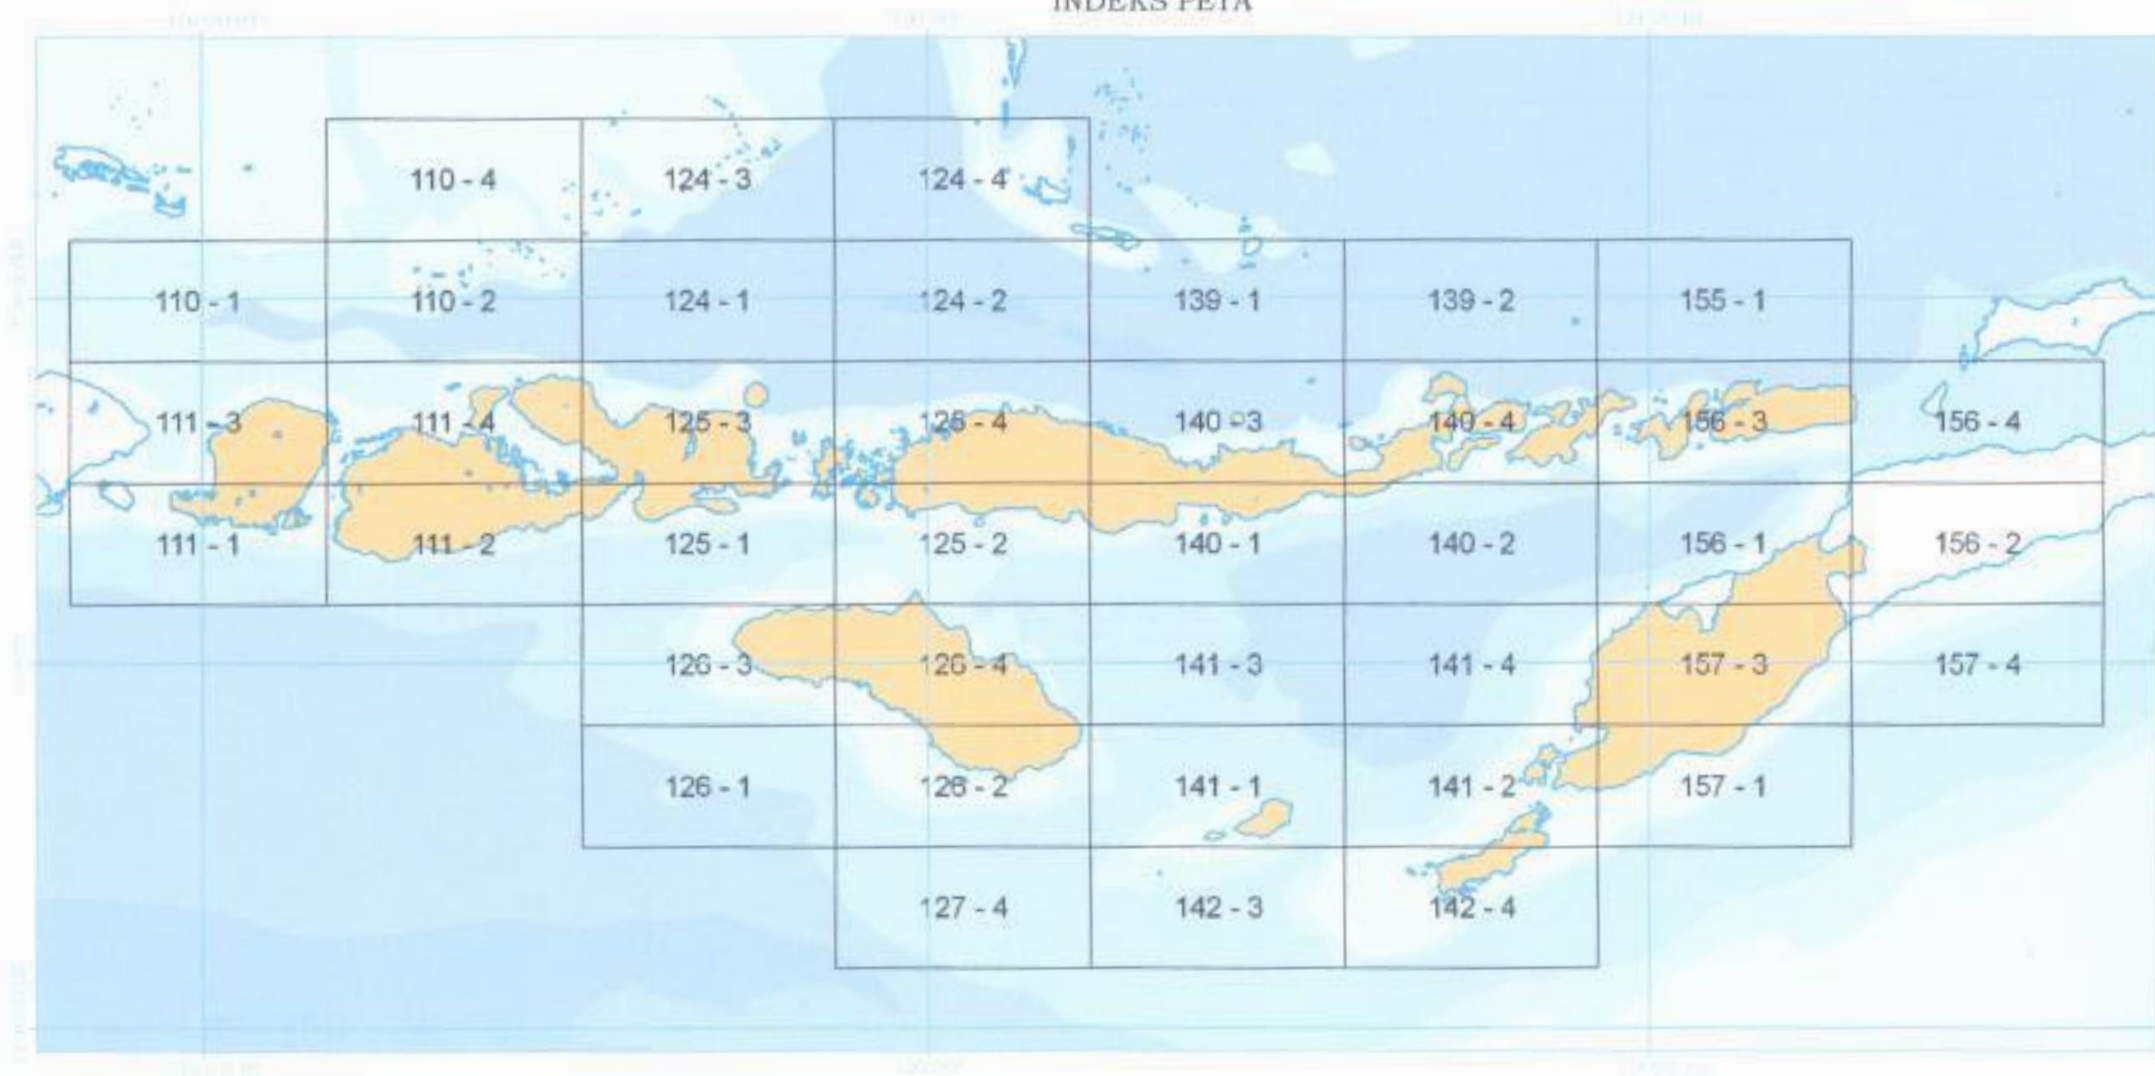 INDEKS PETA
110 - 4 124 - 3 124 - 4
110 - 1 110 - 2 124 - 1 124 - 2 139 - 1 139 - 2 155 - 1
111 - 3 111 - 4 125 - 3 125 - 4 140 - 3 140 - 4 156 - 3 156 - 4
111 - 1 111 - 2 125 - 1 125 - 2 140 - 1 140 - 2 156 - 1 156 - 2
126 - 3 126 - 4 141 - 3 141 - 4 157 - 3 157 - 4
126 - 1 126 - 2 141 - 1 141 - 2 157 - 1
127 - 4 142 - 3 142 - 4